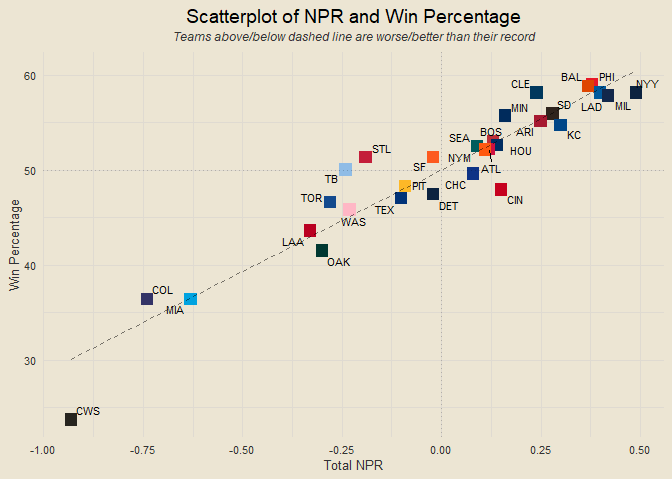 Scatterplot of NPR and Win Percentage
Teams above/below dashed line are worse/better than their record
60
50
40
30
Win Percentage
CLE
BAL
PHI
NYY
MIN
SD
LAD
MIL
SEA
BOS
ARI
KC
STL
SF
NYM
HOU
TB
PIT
CHC
ATL
TOR
WAS
TEX
DET
CIN
LAA
OAK
COL
MIA
CWS
-1.00
-0.75
-0.50
-0.25
0.00
0.25
0.50
Total NPR